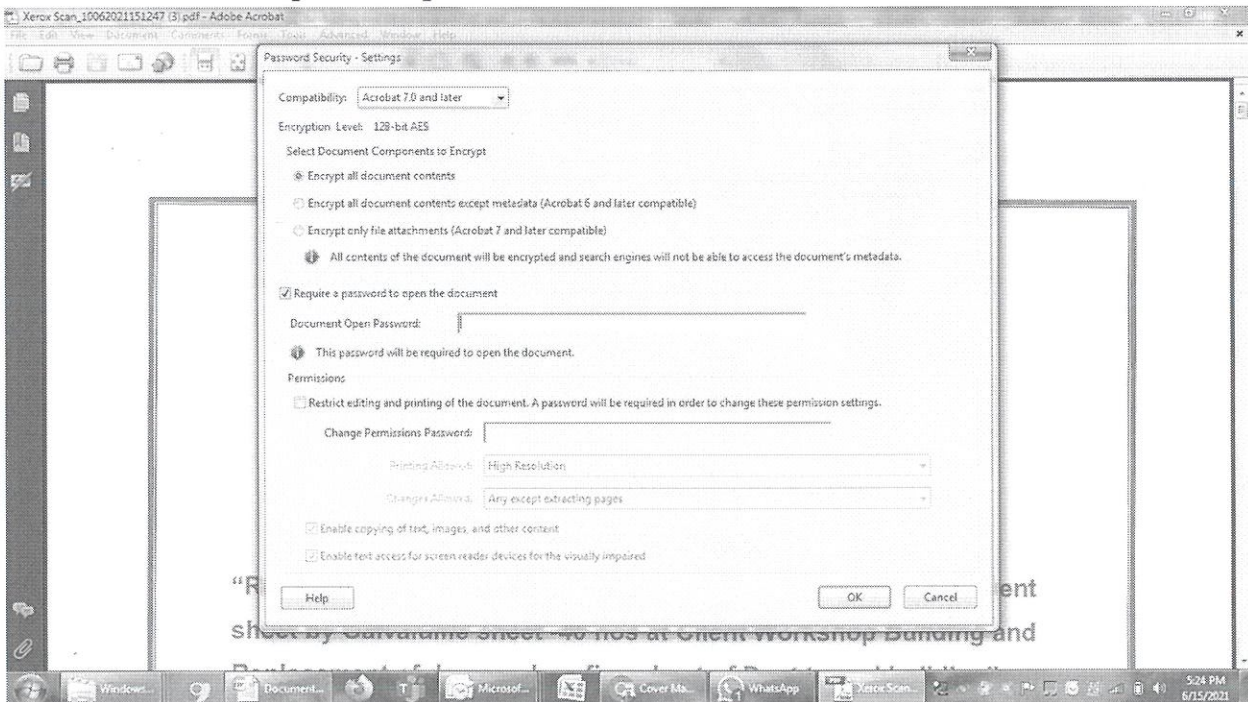 Xerox Scan_10062021151247 (3).pdf - Adobe Acrobat
File Edit View Document Comments Forms Tools Advanced Window Help
Password Security - Settings
Compatibility: Acrobat 7.0 and later
Encryption Level: 128-bit AES
Select Document Components to Encrypt
Encrypt all document contents
Encrypt all document contents except metadata (Acrobat 6 and later compatible)
Encrypt only file attachments (Acrobat 7 and later compatible)
All contents of the document will be encrypted and search engines will not be able to access the document's metadata.
Require a password to open the document
Document Open Password:
This password will be required to open the document.
Permissions
Restrict editing and printing of the document. A password will be required in order to change these permission settings.
Change Permissions Password:
Printing Allowed: High Resolution
Changes Allowed: Any except extracting pages
Enable copying of text, images, and other content
Enable text access for screen reader devices for the visually impaired
Help OK Cancel
sheet by Galvalume sheet -40 nos at Client Workshop Building and
Windows... Document... Microsof... Cover Ma... WhatsApp Xerox Scan... 5:24 PM
6/15/2021